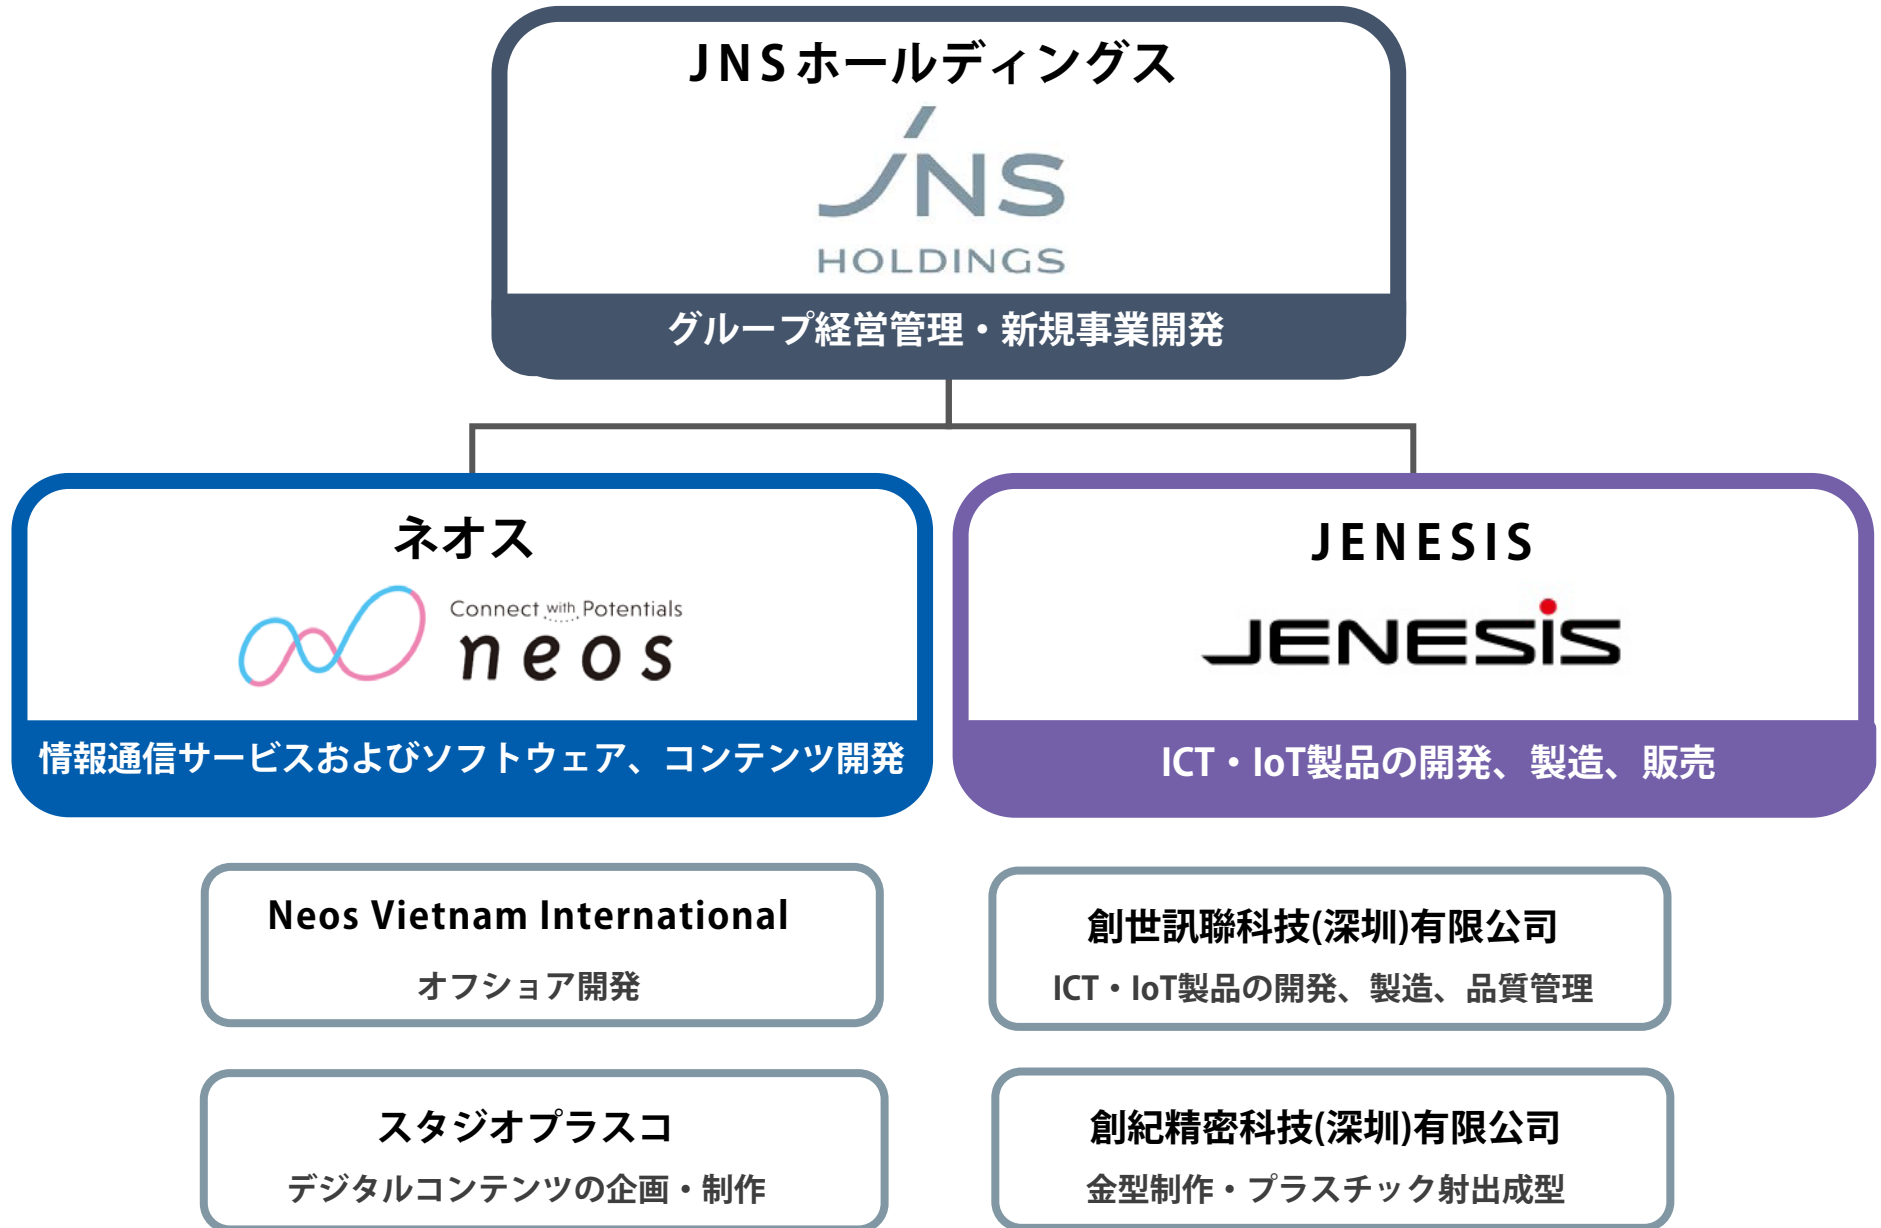 JNSホールディングス
JNS
HOLDINGS
グループ経営管理・新規事業開発
ネオス
Connect with Potentials
neos
情報通信サービスおよびソフトウェア、コンテンツ開発
JENESIS
JENESIS
ICT・IoT製品の開発、製造、販売
Neos Vietnam International
オフショア開発
スタジオプラスコ
デジタルコンテンツの企画・制作
創世訊聯科技(深圳)有限公司
ICT・IoT製品の開発、製造、品質管理
創紀精密科技(深圳)有限公司
金型制作・プラスチック射出成型